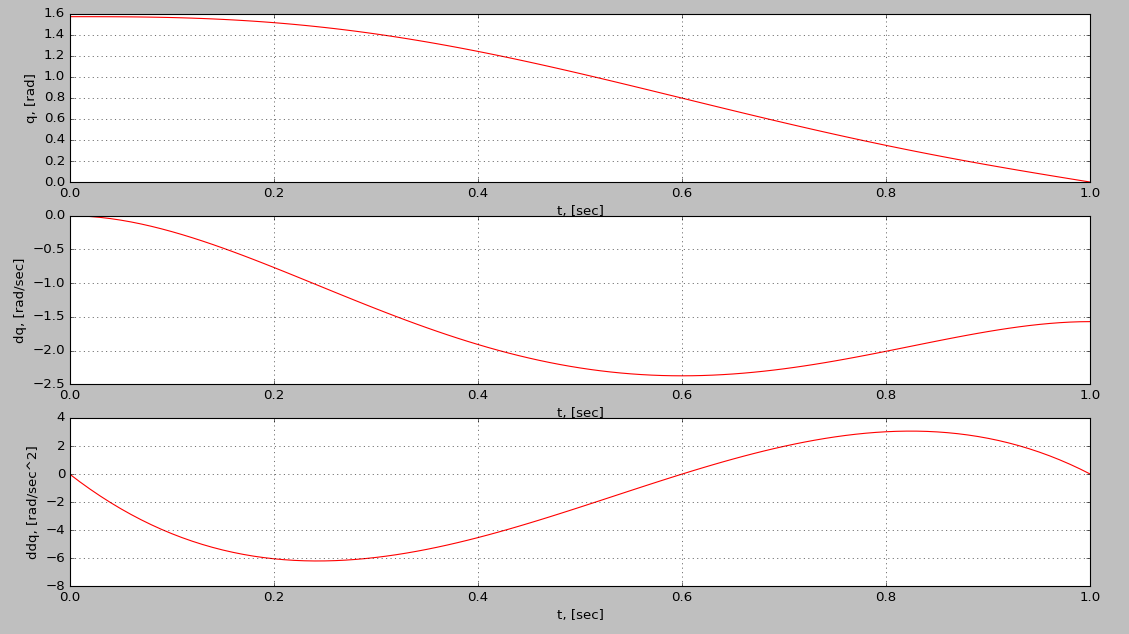 q, [rad]
1.6
1.4
1.2
1.0
0.8
0.6
0.4
0.2
0.0
0.0 0.2 0.4 0.6 0.8 1.0
t, [sec]
dq, [rad/sec]
0.0
−0.5
−1.0
−1.5
−2.0
−2.5
0.0 0.2 0.4 0.6 0.8 1.0
t, [sec]
ddq, [rad/sec^2]
4
2
0
−2
−4
−6
−8
0.0 0.2 0.4 0.6 0.8 1.0
t, [sec]